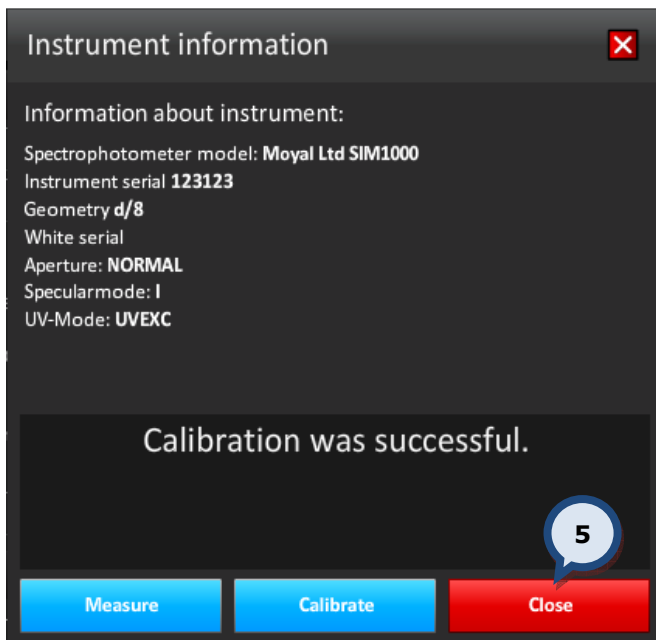 Instrument information
Information about instrument:
Spectrophotometer model: Moyal Ltd SIM1000
Instrument serial 123123
Geometry d/8
White serial
Aperture: NORMAL
Specularmode: I
UV-Mode: UVEXC
Calibration was successful.
5
Measure Calibrate Close